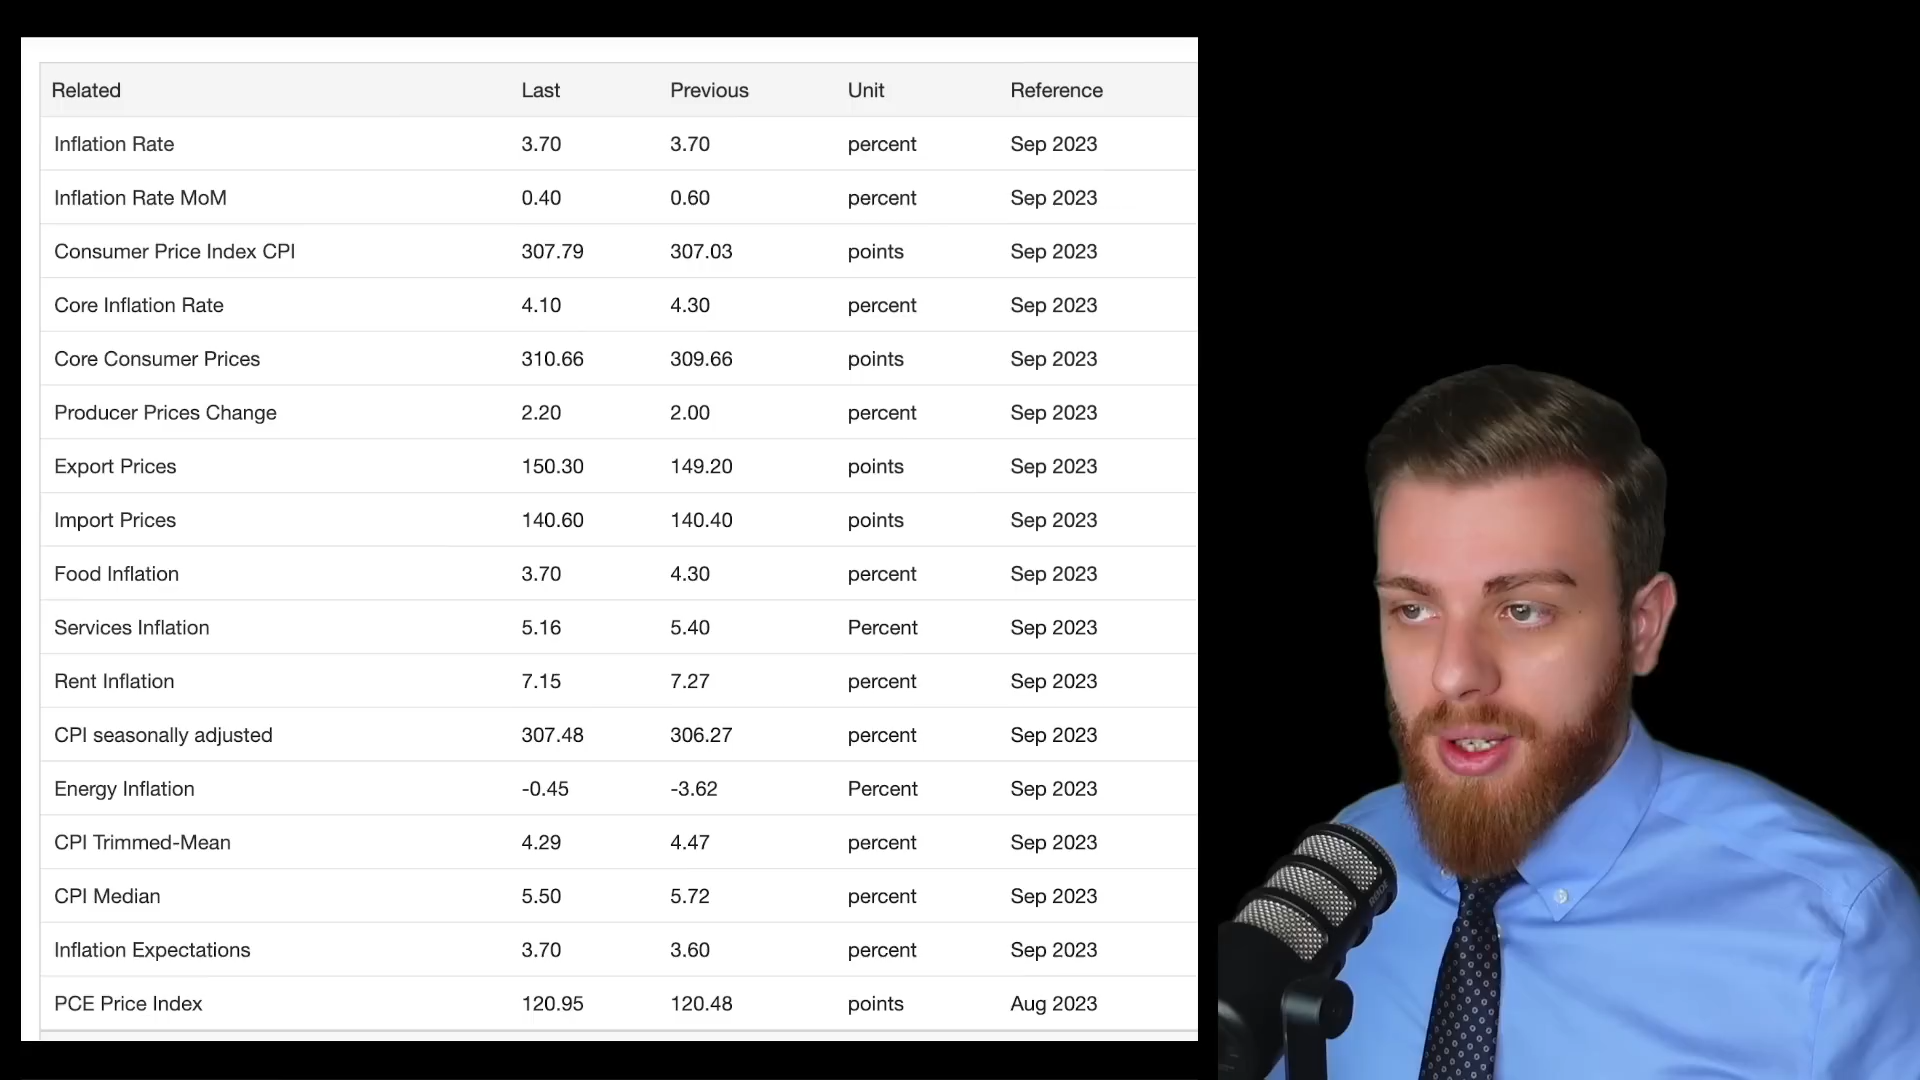 Related Last Previous Unit Reference
Inflation Rate 3.70 3.70 percent Sep 2023
Inflation Rate MoM 0.40 0.60 percent Sep 2023
Consumer Price Index CPI 307.79 307.03 points Sep 2023
Core Inflation Rate 4.10 4.30 percent Sep 2023
Core Consumer Prices 310.66 309.66 points Sep 2023
Producer Prices Change 2.20 2.00 percent Sep 2023
Export Prices 150.30 149.20 points Sep 2023
Import Prices 140.60 140.40 points Sep 2023
Food Inflation 3.70 4.30 percent Sep 2023
Services Inflation 5.16 5.40 Percent Sep 2023
Rent Inflation 7.15 7.27 percent Sep 2023
CPI seasonally adjusted 307.48 306.27 percent Sep 2023
Energy Inflation -0.45 -3.62 Percent Sep 2023
CPI Trimmed-Mean 4.29 4.47 percent Sep 2023
CPI Median 5.50 5.72 percent Sep 2023
Inflation Expectations 3.70 3.60 percent Sep 2023
PCE Price Index 120.95 120.48 points Aug 2023
RODE